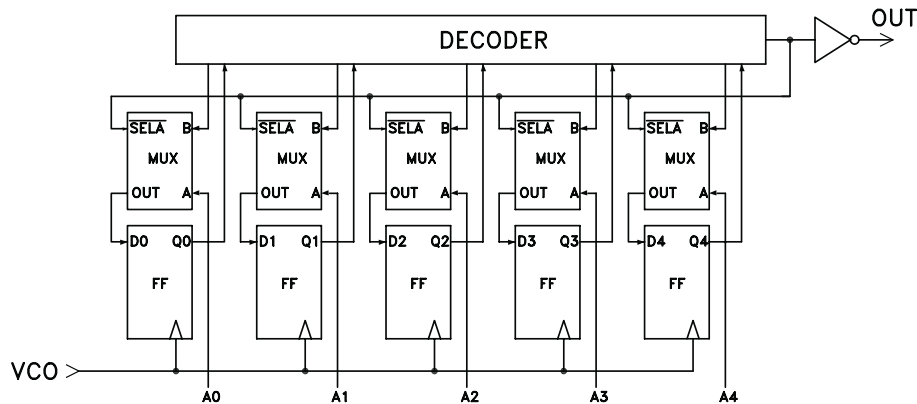 OUT
DECODER
SELA B SELA B SELA B SELA B SELA B
MUX MUX MUX MUX MUX
OUT A OUT A OUT A OUT A OUT A
D0 Q0 D1 Q1 D2 Q2 D3 Q3 D4 Q4
FF FF FF FF FF
VCO
A0 A1 A2 A3 A4